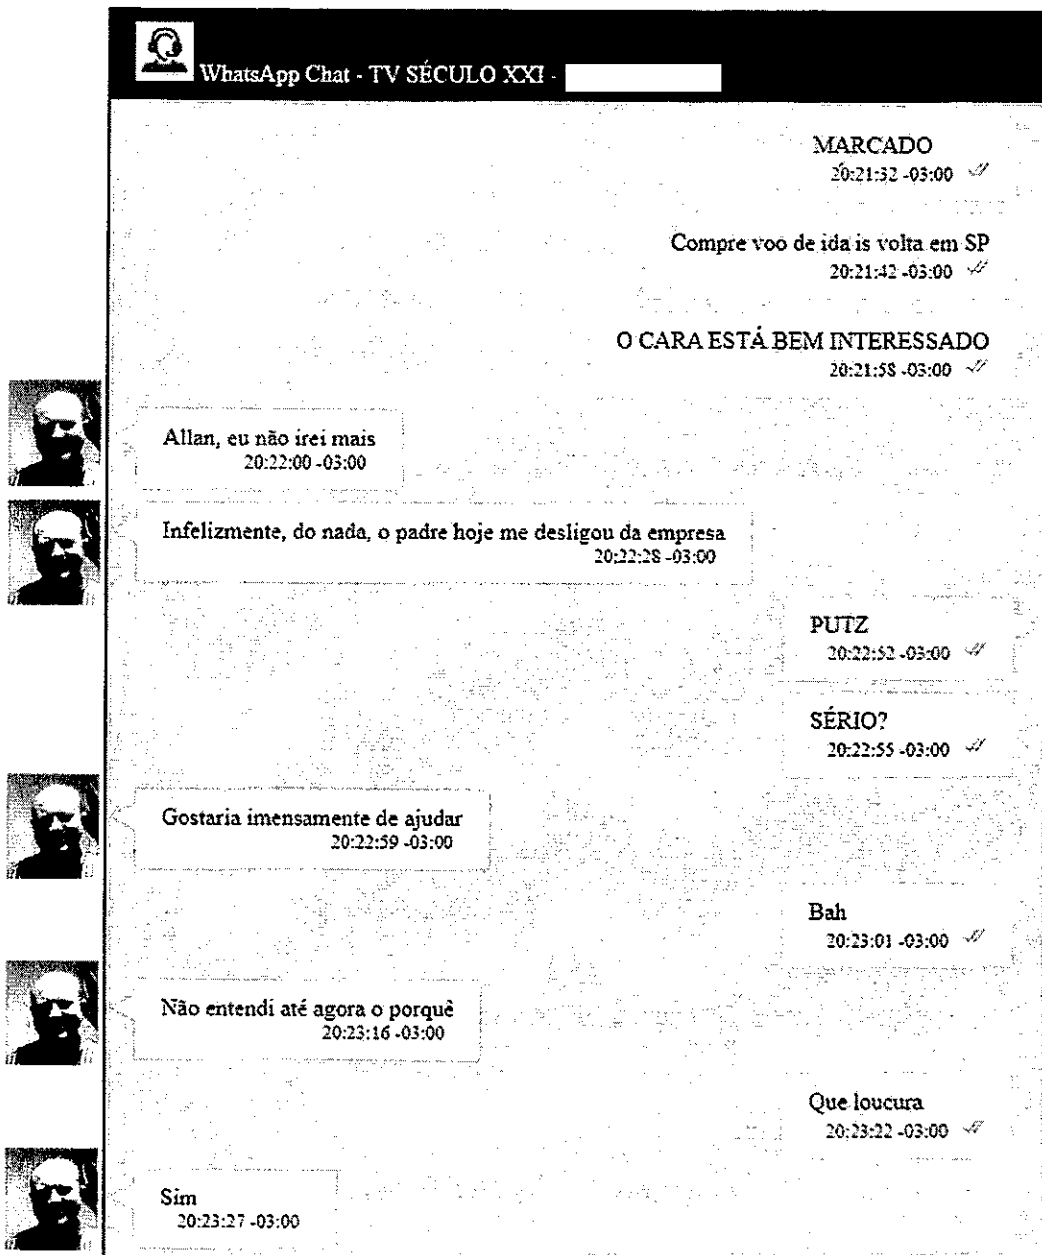 WhatsApp Chat - TV SÉCULO XXI -
MARCADO
20:21:32 -03:00
Compre voo de ida is volta em SP
20:21:42 -03:00
O CARA ESTÁ BEM INTERESSADO
20:21:58 -03:00
Allan, eu não irei mais
20:22:00 -03:00
Infelizmente, do nada, o padre hoje me desligou da empresa
20:22:28 -03:00
PUTZ
20:22:52 -03:00
SÉRIO?
20:22:55 -03:00
Gostaria imensamente de ajudar
20:22:59 -03:00
Bah
20:23:01 -03:00
Não entendi até agora o porquê
20:23:16 -03:00
Que loucura
20:23:22 -03:00
Sim
20:23:27 -03:00